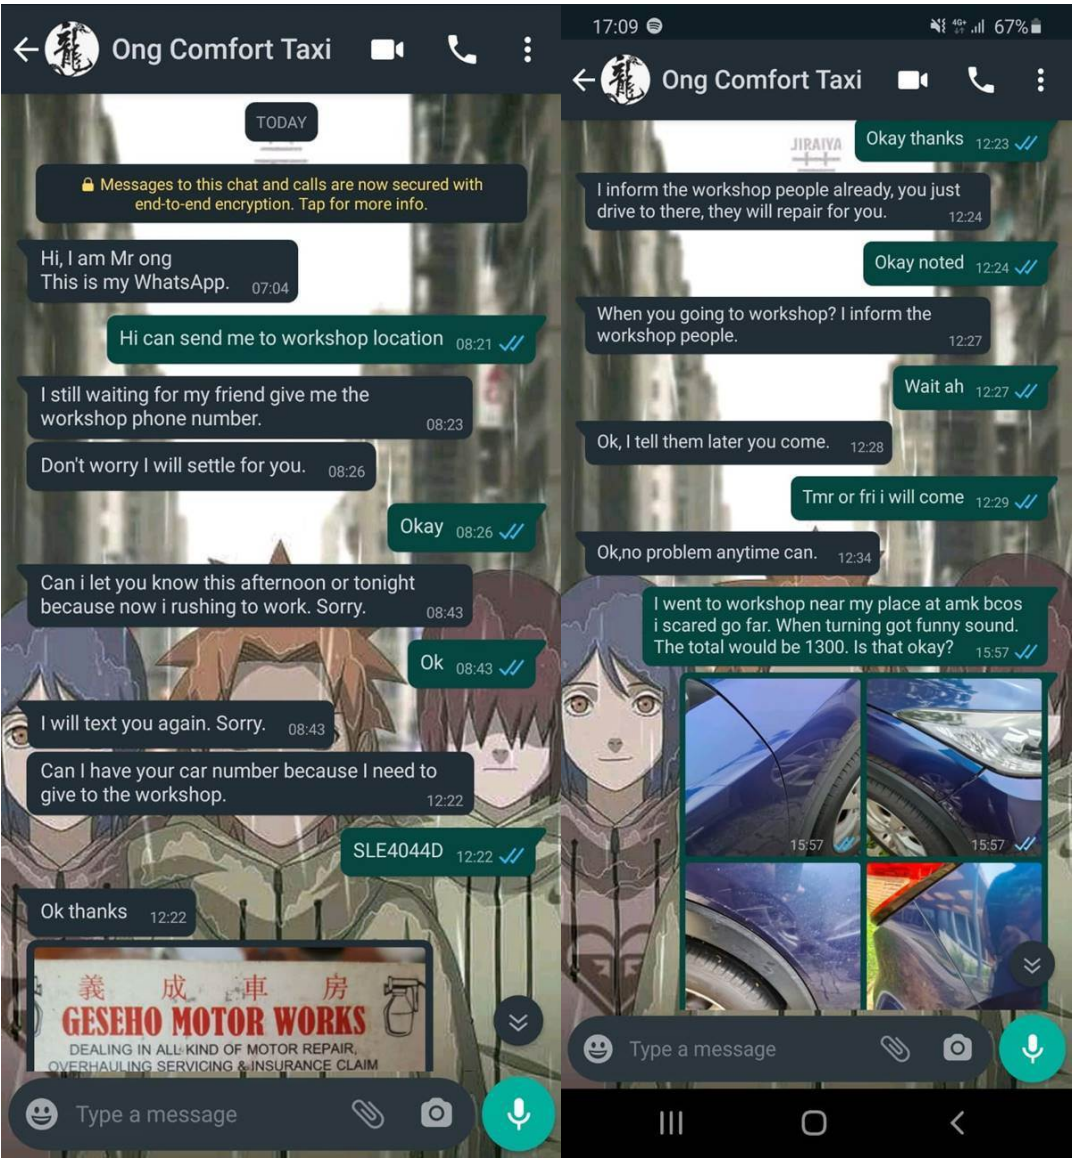 Ong Comfort Taxi
TODAY
Messages to this chat and calls are now secured with
end-to-end encryption. Tap for more info.
Hi, I am Mr ong
This is my WhatsApp. 07:04
Hi can send me to workshop location 08:21
I still waiting for my friend give me the
workshop phone number. 08:23
Don't worry I will settle for you. 08:26
Okay 08:26
Can i let you know this afternoon or tonight
because now i rushing to work. Sorry. 08:43
Ok 08:43
I will text you again. Sorry. 08:43
Can I have your car number because I need to
give to the workshop. 12:22
SLE4044D 12:22
Ok thanks 12:22
義成車房
GESEHO MOTOR WORKS
DEALING IN ALL KIND OF MOTOR REPAIR,
OVERHAULING SERVICING & INSURANCE CLAIM
Type a message
17:09 4G+ 67%
龍
Ong Comfort Taxi
JIRAIYA
Okay thanks 12:23
I inform the workshop people already, you just
drive to there, they will repair for you. 12:24
Okay noted 12:24
When you going to workshop? I inform the
workshop people. 12:27
Wait ah 12:27
Ok, I tell them later you come. 12:28
Tmr or fri i will come 12:29
Ok,no problem anytime can. 12:34
I went to workshop near my place at amk bcos
i scared go far. When turning got funny sound.
The total would be 1300. Is that okay? 15:57
15:57
15:57
Type a message